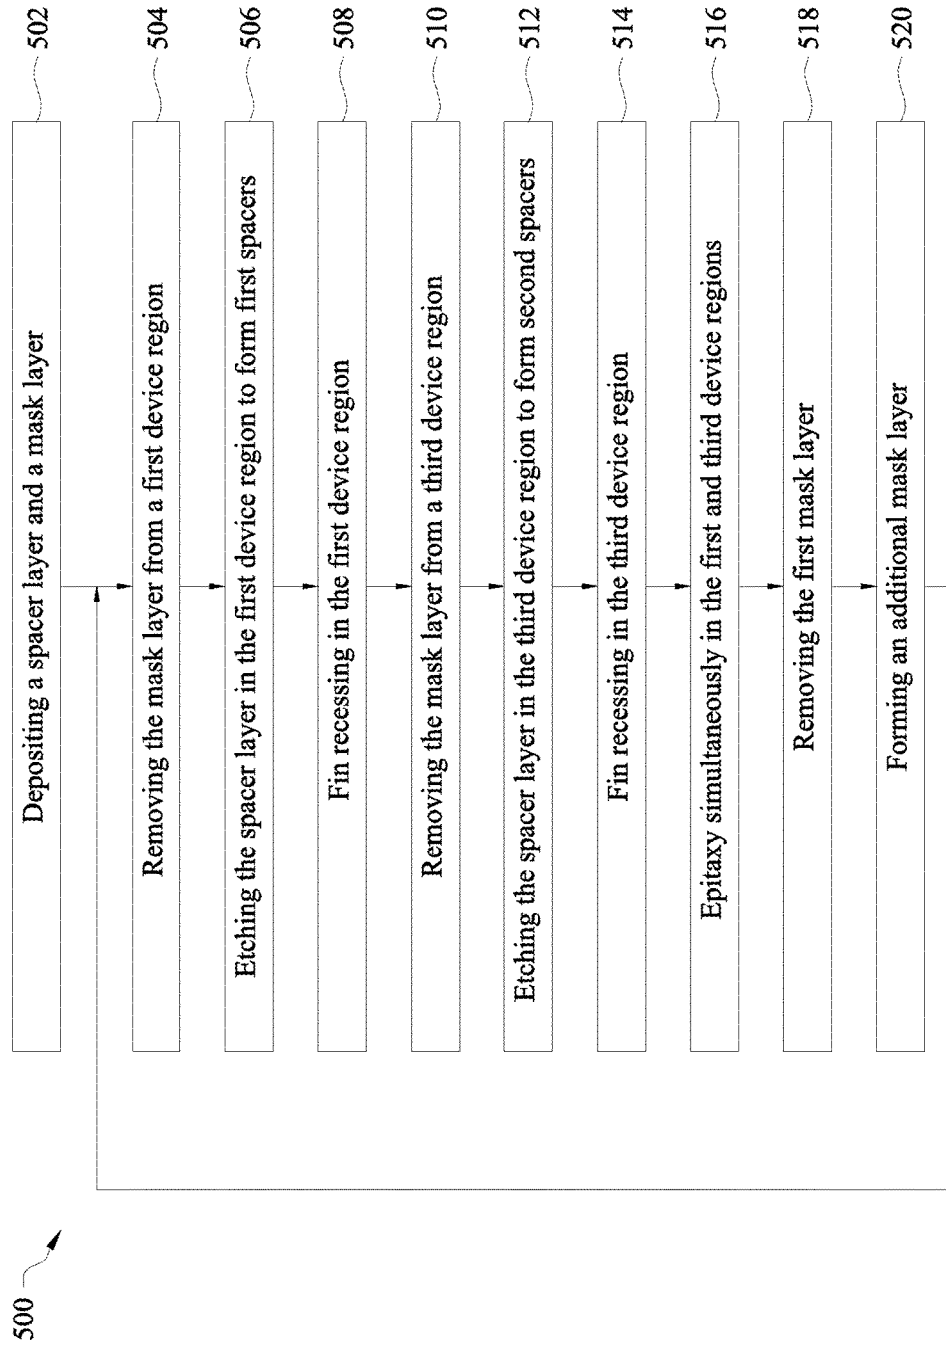 500
Depositing a spacer layer and a mask layer
502
Removing the mask layer from a first device region
504
Etching the spacer layer in the first device region to form first spacers
506
Fin recessing in the first device region
508
Removing the mask layer from a third device region
510
Etching the spacer layer in the third device region to form second spacers
512
Fin recessing in the third device region
514
Epitaxy simultaneously in the first and third device regions
516
Removing the first mask layer
518
Forming an additional mask layer
520